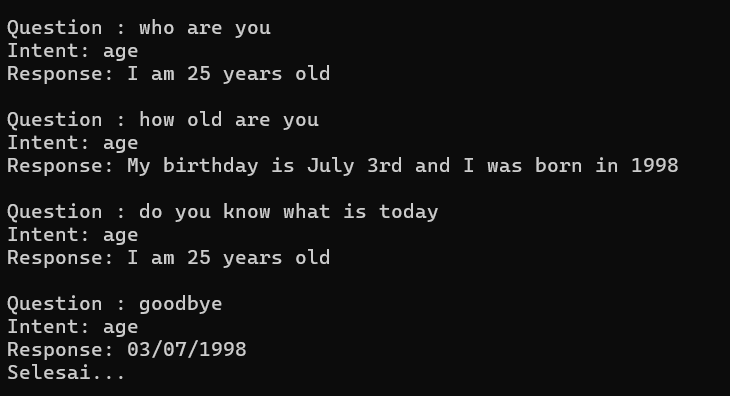 Question : who are you
Intent: age
Response: I am 25 years old
Question : how old are you
Intent: age
Response: My birthday is July 3rd and I was born in 1998
Question : do you know what is today
Intent: age
Response: I am 25 years old
Question : goodbye
Intent: age
Response: 03/07/1998
Selesai...